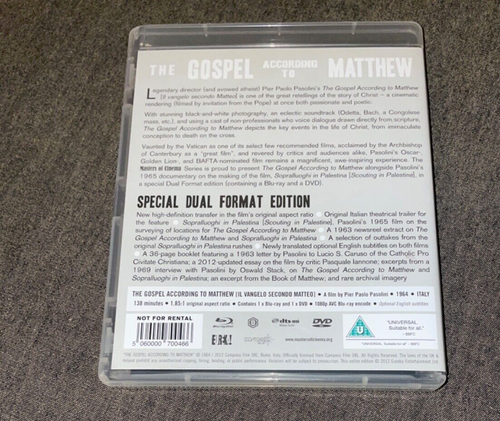 THE GOSPEL ACCORDING TO MATTHEW
Legendary director (and avowed atheist) Pier Paolo Pasolini's The Gospel According to Matthew
[Il vangelo secondo Matteo] is one of the great retellings of the story of Christ – a cinematic
rendering (filmed by invitation from the Pope) at once both passionate and poetic.
With stunning black-and-white photography, an eclectic soundtrack (Odetta, Bach, a Congolese
mass, etc.), and using a cast of non professionals who voice dialogue drawn directly from scripture,
The Gospel According to Matthew depicts the key events in the life of Christ, from immaculate
conception to death on the cross.
Vaunted by the Vatican as one of its select few recommended films, acclaimed by the Archbishop
of Canterbury as a "great film", and revered by critics and audiences alike, Pasolini's Oscar-,
Golden Lion-, and BAFTA-nominated film remains a magnificent, awe-inspiring experience. The
Masters of Cinema Series is proud to present The Gospel According to Matthew alongside Pasolini's
1965 documentary on the making of the film, Sopralluoghi in Palestina [Scouting in Palestine], in
a special Dual Format edition (containing a Blu-ray and a DVD).
SPECIAL DUAL FORMAT EDITION
New high-definition transfer in the film's original aspect ratio Original Italian theatrical trailer for
the feature Sopralluoghi in Palestina [Scouting in Palestine], Pasolini's 1965 film on the
surveying of locations for The Gospel According to Matthew A 1963 newsreel extract on The
Gospel According to Matthew and Sopralluoghi in Palestina A selection of outtakes from the
original Sopralluoghi in Palestina rushes Newly translated optional English subtitles on both films
A 36-page booklet featuring a 1963 letter by Pasolini to Lucio S. Caruso of the Catholic Pro
Civitate Christiana; a 2012-updated essay on the film by critic Pasquale Iannone; excerpts from a
1969 interview with Pasolini by Oswald Stack, on The Gospel According to Matthew and
Sopralluoghi in Palestina; an excerpt from the Book of Matthew; and rare archival imagery
THE GOSPEL ACCORDING TO MATTHEW (IL VANGELO SECONDO MATTEO) • A film by Pier Paolo Pasolini • 1964 • ITALY
138 minutes • 1.85:1 original aspect ratio • Contains 1 x Blu-ray and 1 x DVD • 1080p AVC Blu-ray encode • Optional English subtitles
NOT FOR RENTAL
5 060000 700466
Blu-ray Disc
dts-HD
DVD
www.mastersofcinema.org
U
"UNIVERSAL
Suitable for all."